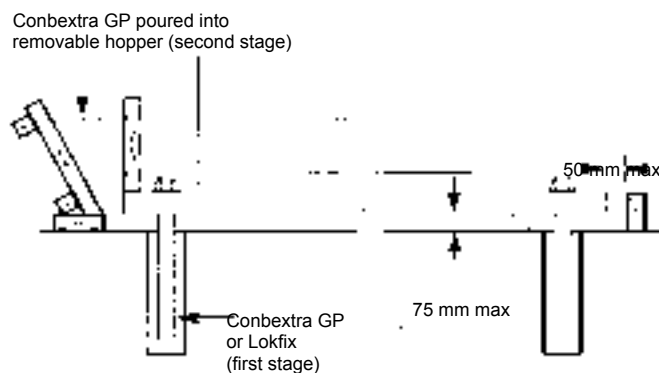 Conbextra GP poured into
removable hopper (second stage)
50 mm max
75 mm max
Conbextra GP
or Lokfix
(first stage)